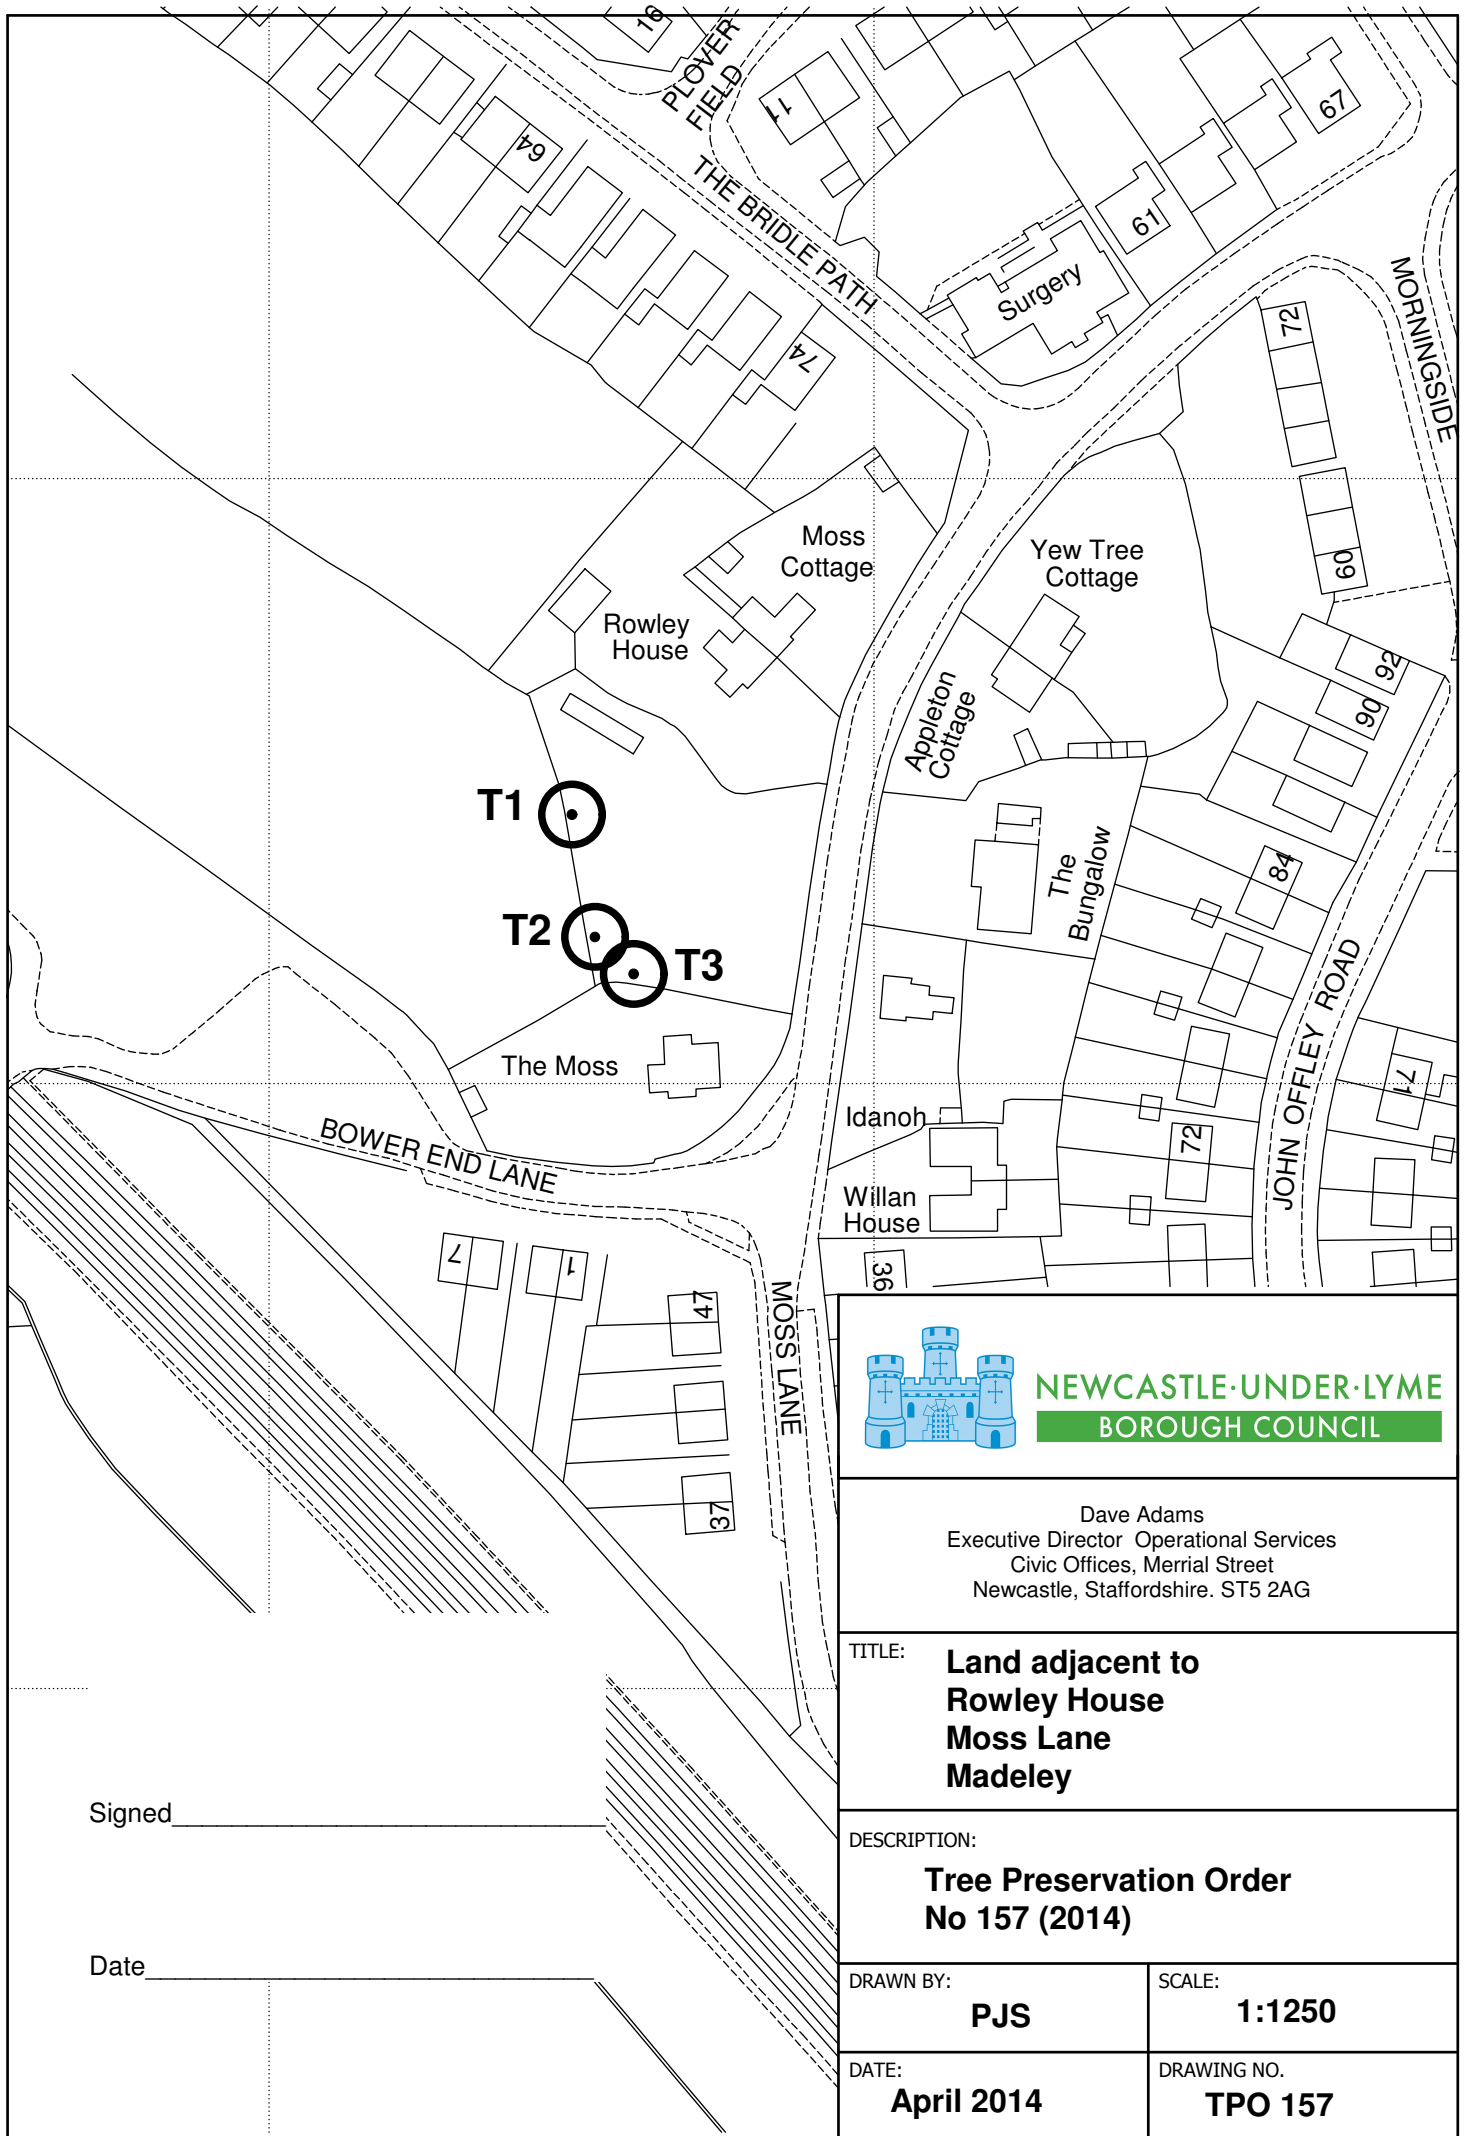 16
PLOVER
FIELD
11
67
64
THE BRIDLE PATH
61
Surgery
MORNINGSIDE
72
74
Moss
Cottage
Yew Tree
Cottage
69
Rowley
House
92
90
Appleton
Cottage
T1
The
Bungalow
84
T2
T3
JOHN OFFLEY ROAD
The Moss
71
Idanoh
BOWER END LANE
72
Willan
House
7
1
36
47
MOSS LANE
37
NEWCASTLE·UNDER·LYME
BOROUGH COUNCIL
Dave Adams
Executive Director Operational Services
Civic Offices, Merrial Street
Newcastle, Staffordshire. ST5 2AG
TITLE:
Land adjacent to
Rowley House
Moss Lane
Madeley
Signed
DESCRIPTION:
Tree Preservation Order
No 157 (2014)
Date
DRAWN BY:
PJS
SCALE:
1:1250
DATE:
April 2014
DRAWING NO.
TPO 157